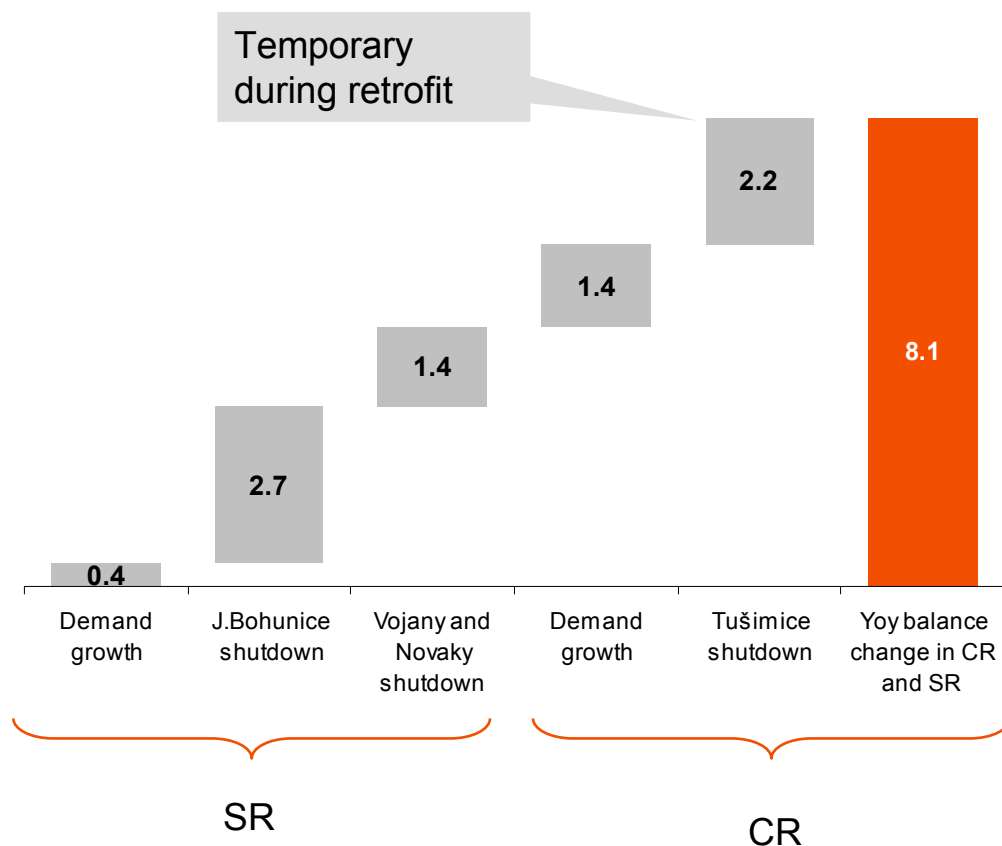 Temporary
during retrofit
2.2
1.4
1.4
8.1
2.7
0.4
Demand
growth
J.Bohunice
shutdown
Vojany and
Novaky
shutdown
Demand
growth
Tušimice
shutdown
Yoy balance
change in CR
and SR
SR
CR